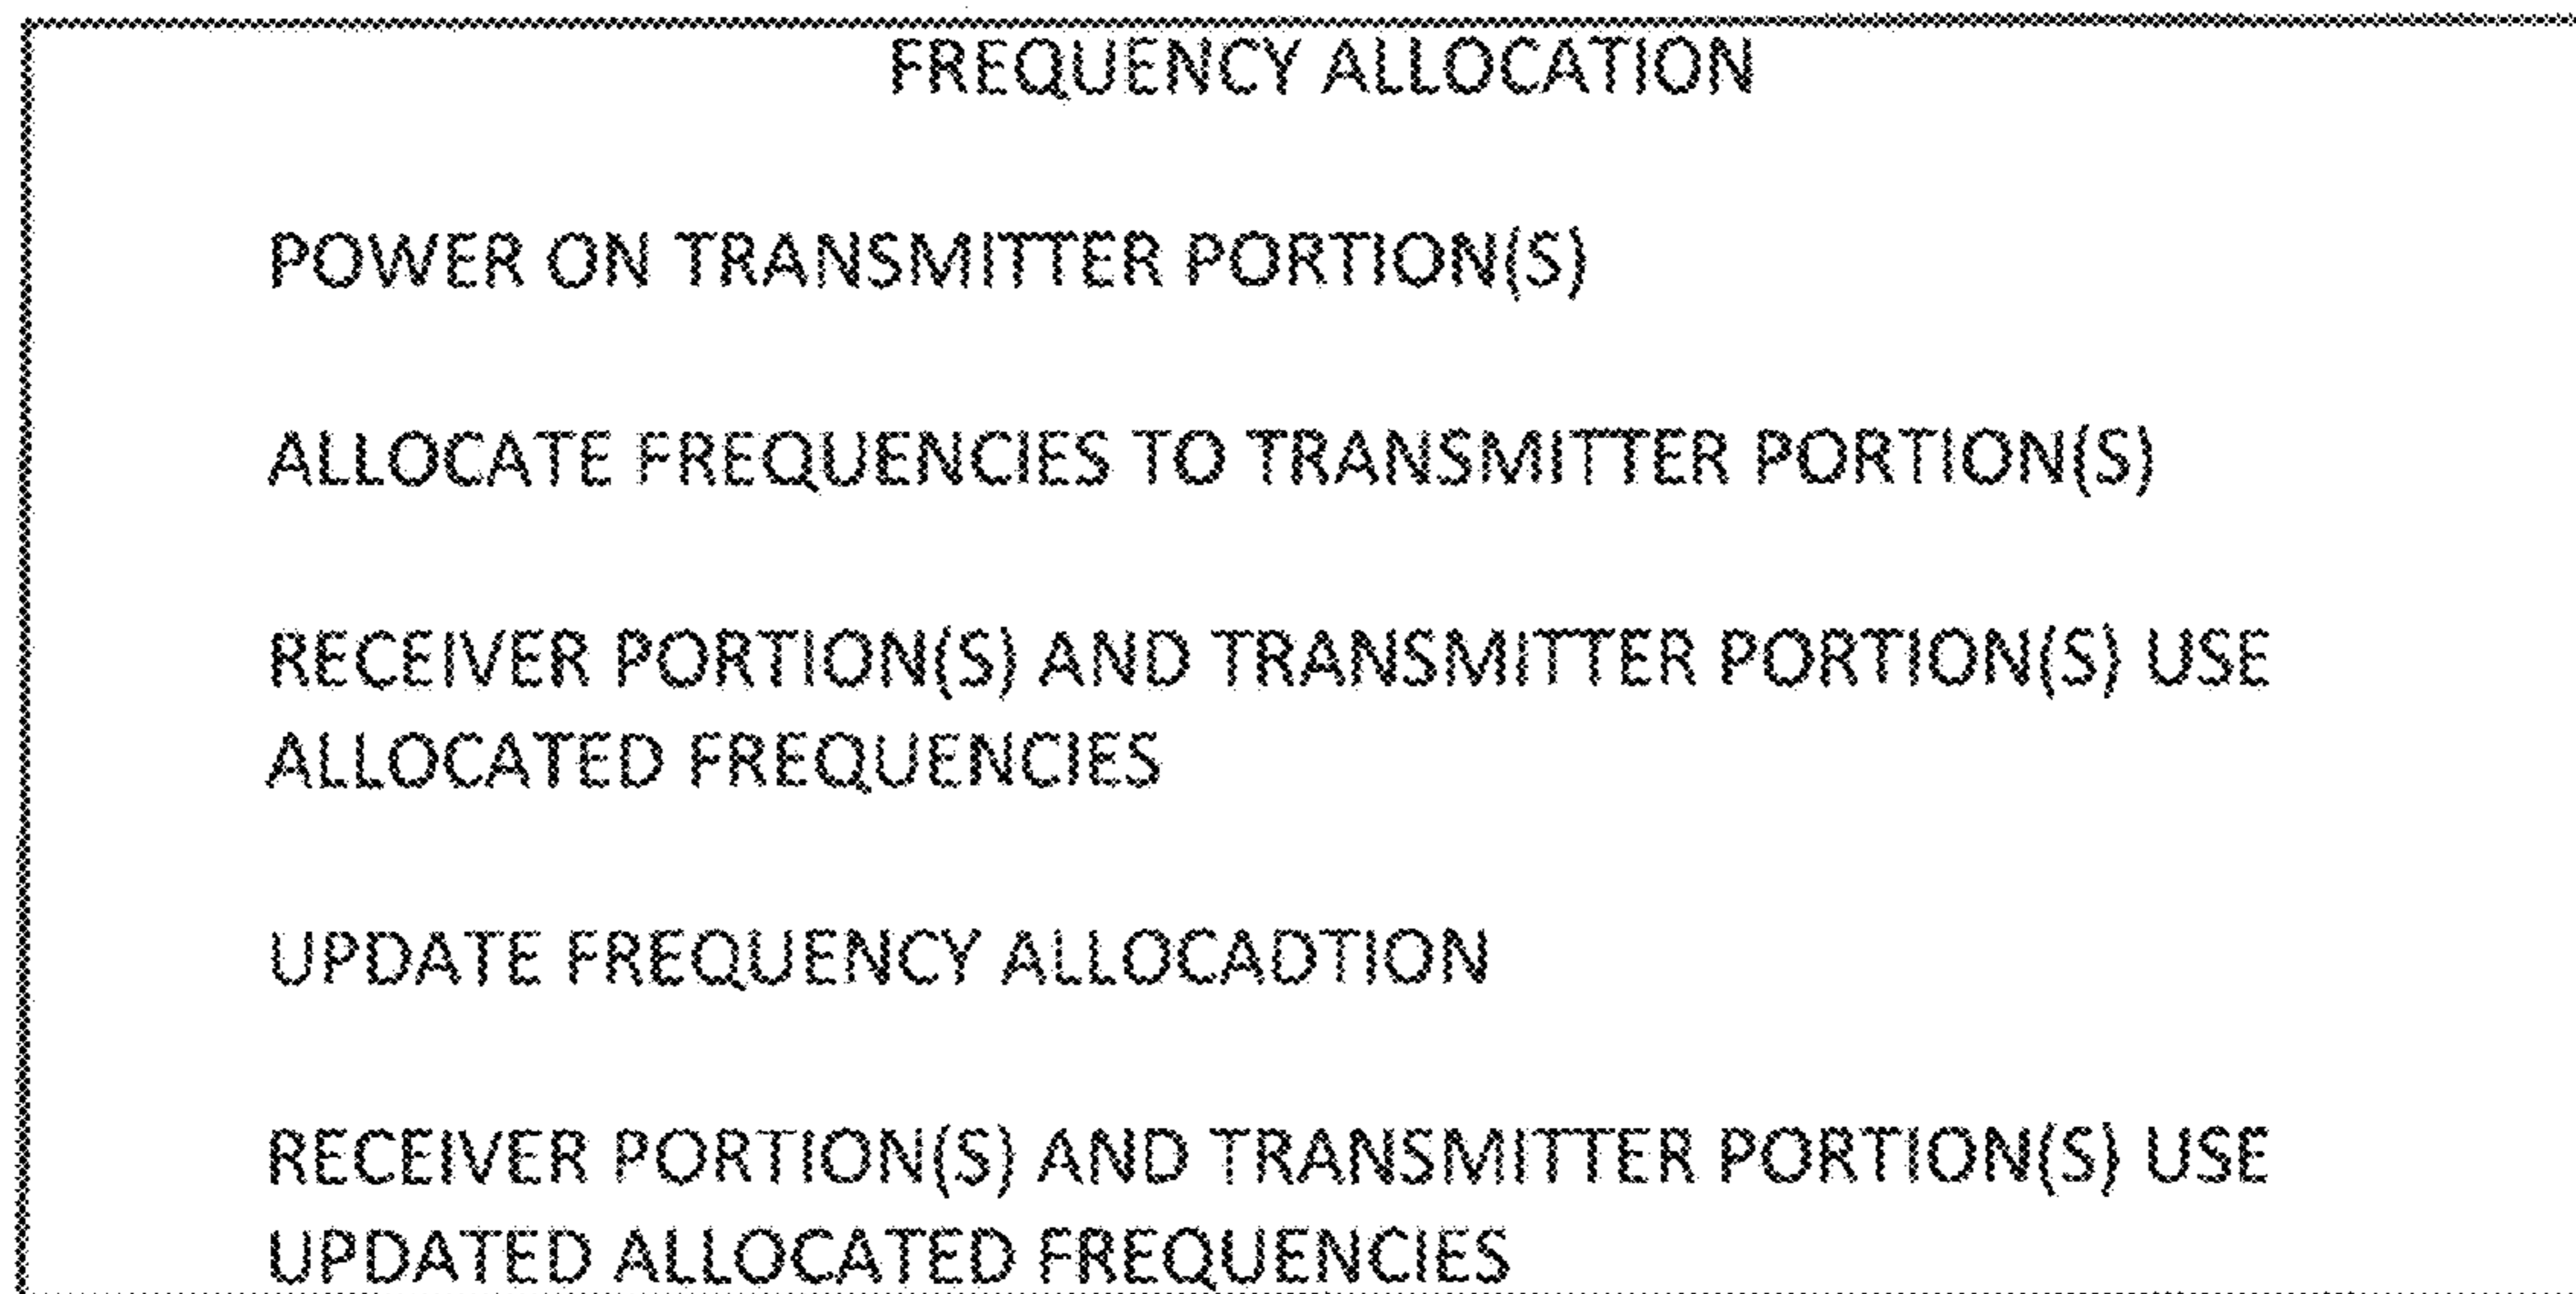 FREQUENCY ALLOCATION
POWER ON TRANSMITTER PORTION(S)
ALLOCATE FREQUENCIES TO TRANSMITTER PORTION(S)
RECEIVER PORTION(S) AND TRANSMITTER PORTION(S) USE
ALLOCATED FREQUENCIES
UPDATE FREQUENCY ALLOCADTION
RECEIVER PORTION(S) AND TRANSMITTER PORTION(S) USE
UPDATED ALLOCATED FREQUENCIES